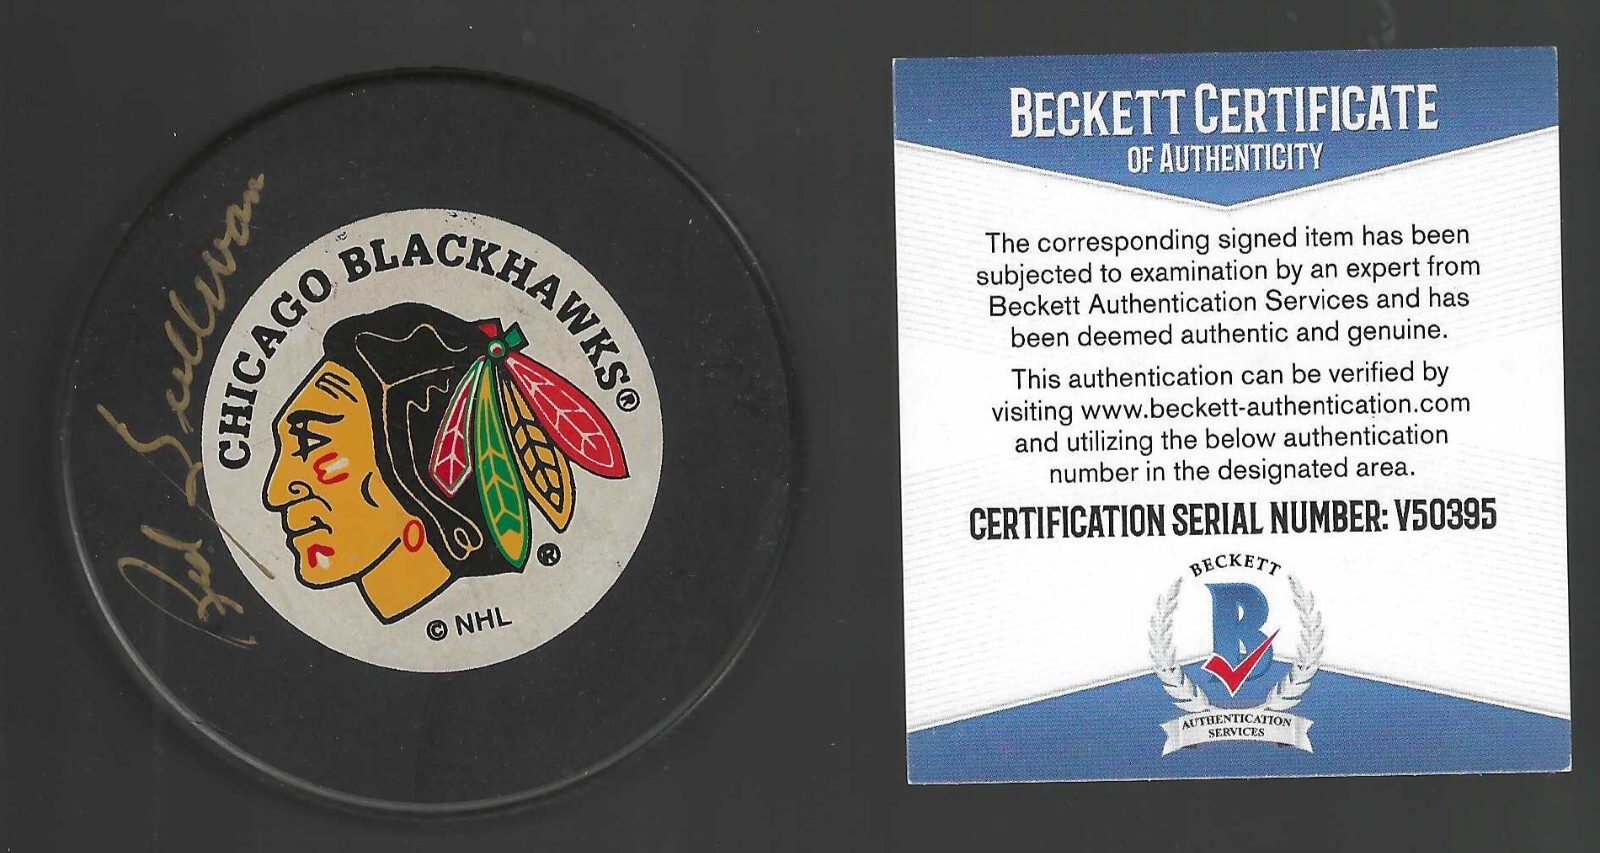 Red Sullivan
CHICAGO BLACKHAWKS®
®
© NHL
BECKETT CERTIFICATE
OF AUTHENTICITY
The corresponding signed item has been
subjected to examination by an expert from
Beckett Authentication Services and has
been deemed authentic and genuine.
This authentication can be verified by
visiting www.beckett-authentication.com
and utilizing the below authentication
number in the designated area.
CERTIFICATION SERIAL NUMBER: V50395
BECKETT
B
AUTHENTICATION
SERVICES